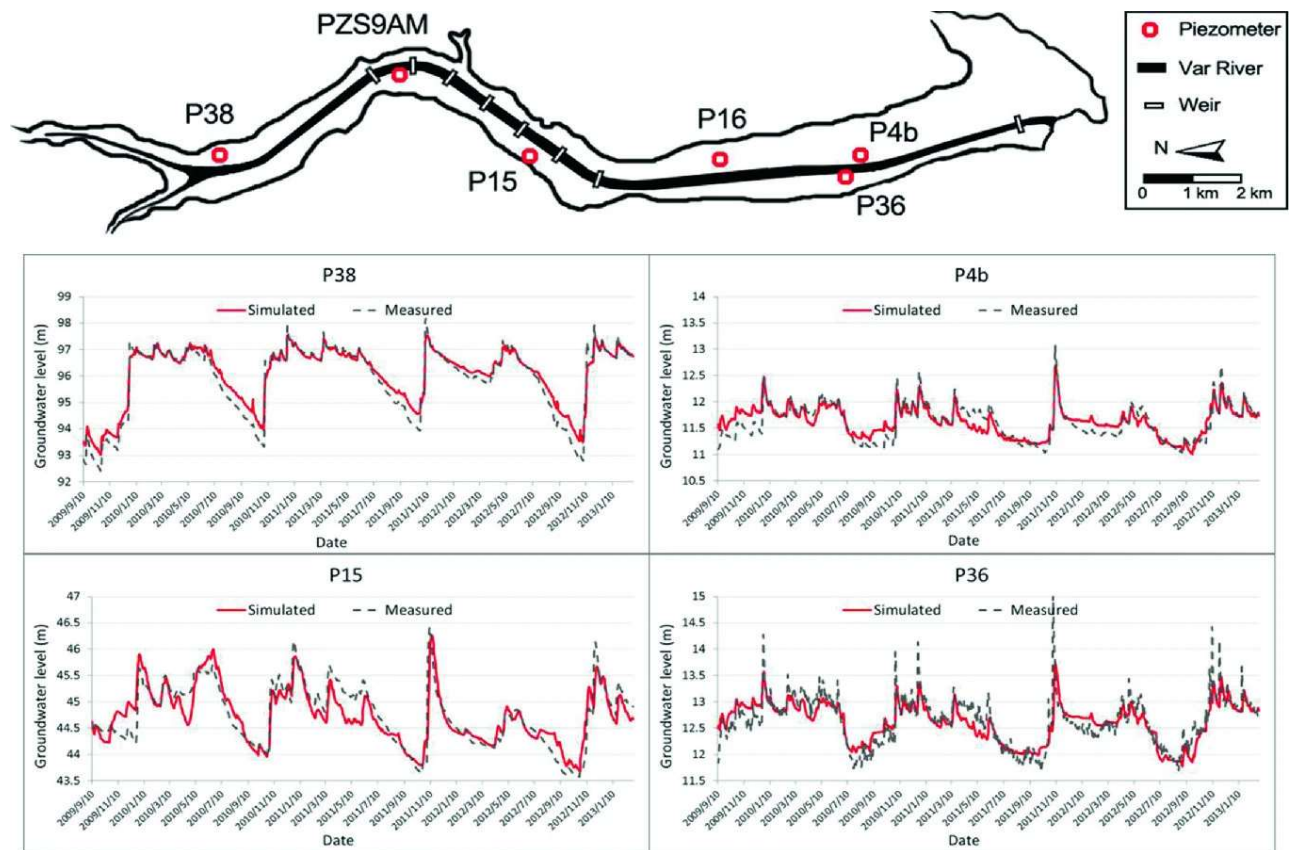 PZS9AM
P38
P15
P16
P4b
P36
Piezometer
Var River
Weir
N
0 1 km 2 km
P38
Simulated Measured
Groundwater level (m)
99
98
97
96
95
94
93
92
2009/9/10 2009/11/10 2010/1/10 2010/3/10 2010/5/10 2010/7/10 2010/9/10 2010/11/10 2011/1/10 2011/3/10 2011/5/10 2011/7/10 2011/9/10 2011/11/10 2012/1/10 2012/3/10 2012/5/10 2012/7/10 2012/9/10 2012/11/10 2013/1/10
Date
P4b
Simulated Measured
Groundwater level (m)
14
13.5
13
12.5
12
11.5
11
10.5
2009/9/10 2009/11/10 2010/1/10 2010/3/10 2010/5/10 2010/7/10 2010/9/10 2010/11/10 2011/1/10 2011/3/10 2011/5/10 2011/7/10 2011/9/10 2011/11/10 2012/1/10 2012/3/10 2012/5/10 2012/7/10 2012/9/10 2012/11/10 2013/1/10
Date
P15
Simulated Measured
Groundwater level (m)
47
46.5
46
45.5
45
44.5
44
43.5
2009/9/10 2009/11/10 2010/1/10 2010/3/10 2010/5/10 2010/7/10 2010/9/10 2010/11/10 2011/1/10 2011/3/10 2011/5/10 2011/7/10 2011/9/10 2011/11/10 2012/1/10 2012/3/10 2012/5/10 2012/7/10 2012/9/10 2012/11/10 2013/1/10
Date
P36
Simulated Measured
Groundwater level (m)
15
14.5
14
13.5
13
12.5
12
11.5
2009/9/10 2009/11/10 2010/1/10 2010/3/10 2010/5/10 2010/7/10 2010/9/10 2010/11/10 2011/1/10 2011/3/10 2011/5/10 2011/7/10 2011/9/10 2011/11/10 2012/1/10 2012/3/10 2012/5/10 2012/7/10 2012/9/10 2012/11/10 2013/1/10
Date